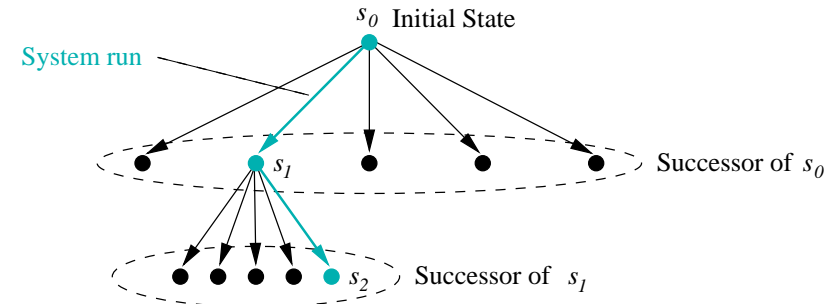 s0 Initial State
System run
s1
Successor of s0
s2
Successor of s1